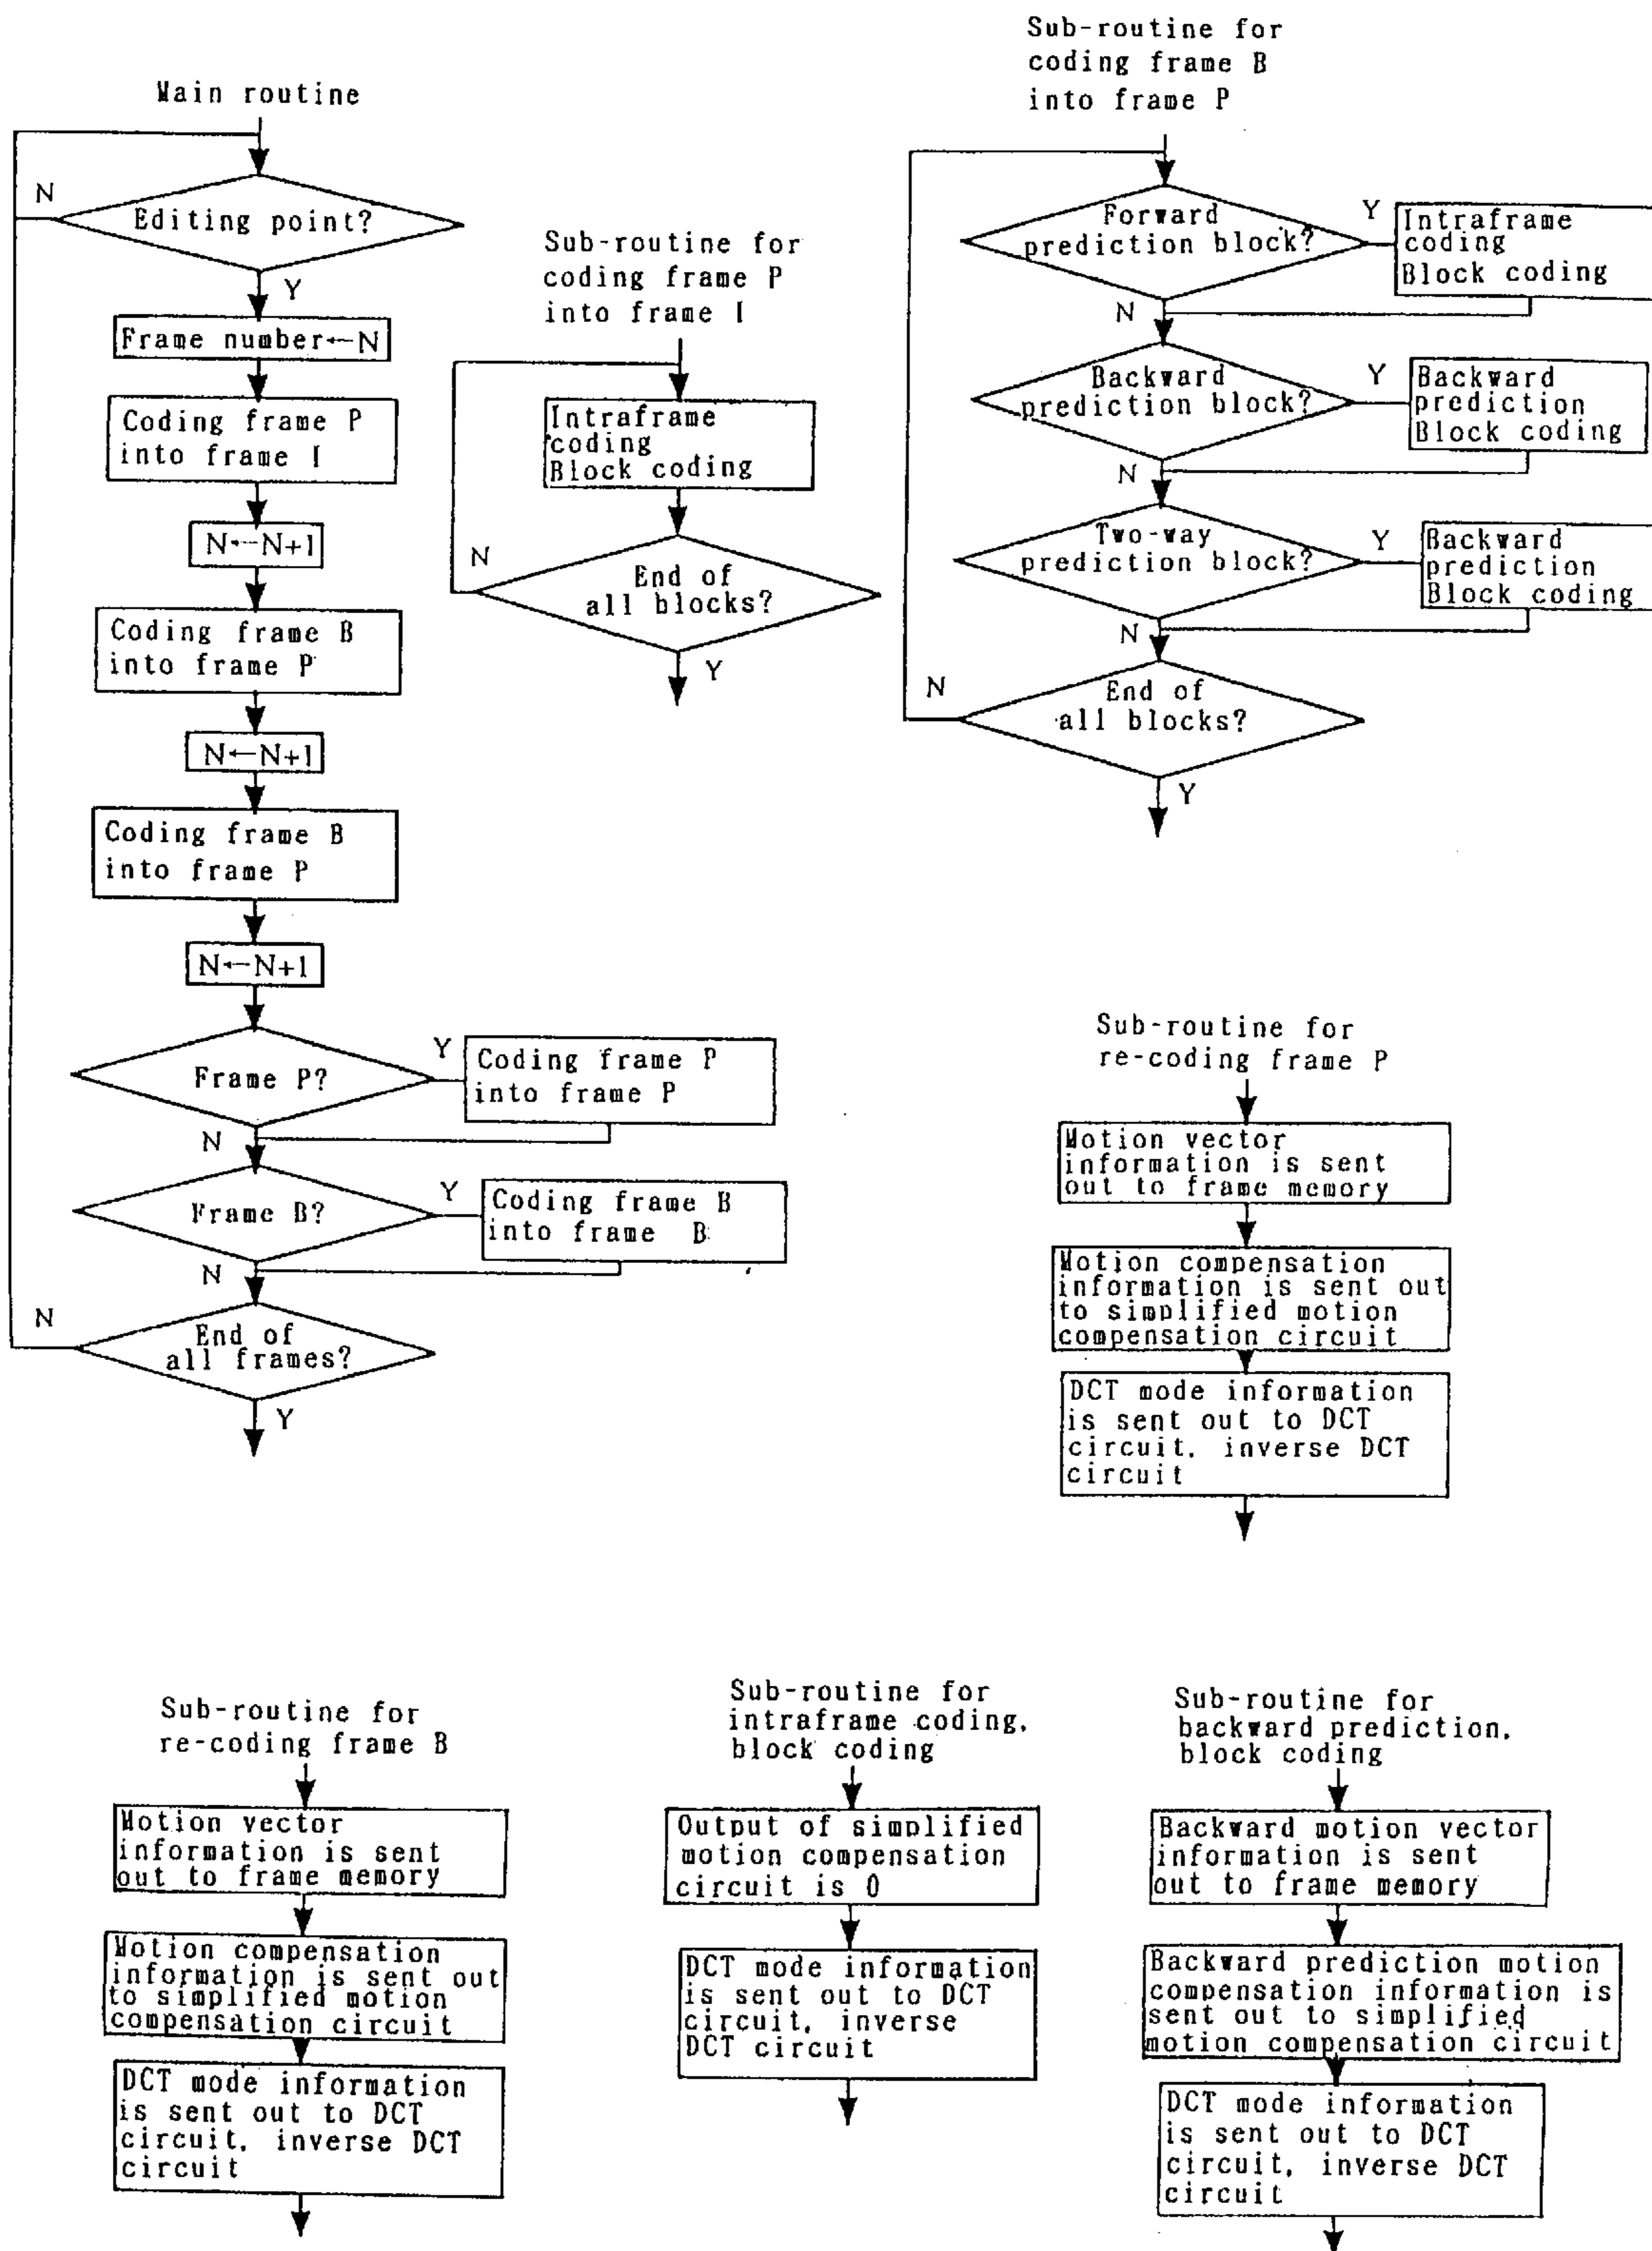 Main routine
Editing point?
N
Y
Frame number←N
Coding frame P
into frame I
N←N+1
Coding frame B
into frame P
N←N+1
Coding frame B
into frame P
N←N+1
Frame P?
Y
Coding frame P
into frame P
N
Frame B?
Y
Coding frame B
into frame B
N
End of
all frames?
N
Y
Sub-routine for
coding frame P
into frame I
Intraframe
coding
Block coding
End of
all blocks?
N
Y
Sub-routine for
coding frame B
into frame P
Forward
prediction block?
Y
Intraframe
coding
Block coding
N
Backward
prediction block?
Y
Backward
prediction
Block coding
N
Two-way
prediction block?
Y
Backward
prediction
Block coding
N
End of
all blocks?
N
Y
Sub-routine for
re-coding frame P
Motion vector
information is sent
out to frame memory
Motion compensation
information is sent out
to simplified motion
compensation circuit
DCT mode information
is sent out to DCT
circuit, inverse DCT
circuit
Sub-routine for
re-coding frame B
Motion vector
information is sent
out to frame memory
Motion compensation
information is sent out
to simplified motion
compensation circuit
DCT mode information
is sent out to DCT
circuit, inverse DCT
circuit
Sub-routine for
intraframe coding,
block coding
Output of simplified
motion compensation
circuit is 0
DCT mode information
is sent out to DCT
circuit, inverse
DCT circuit
Sub-routine for
backward prediction,
block coding
Backward motion vector
information is sent
out to frame memory
Backward prediction motion
compensation information is
sent out to simplified
motion compensation circuit
DCT mode information
is sent out to DCT
circuit, inverse DCT
circuit